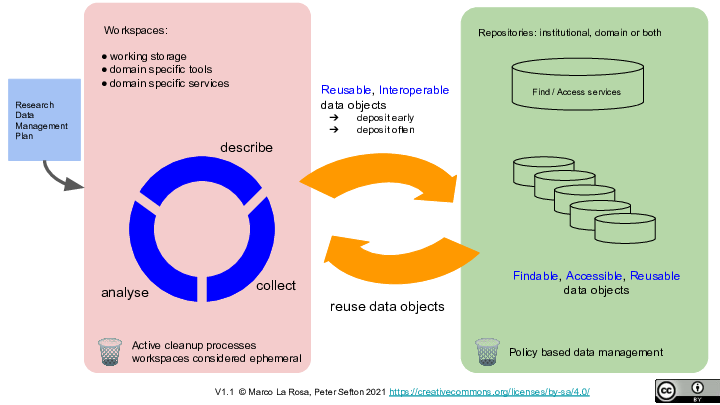 Workspaces:
● working storage
● domain specific tools
● domain specific services
Research
Data
Management
Plan
describe
analyse
collect
Active cleanup processes
workspaces considered ephemeral
Reusable, Interoperable
data objects
➔ deposit early
➔ deposit often
reuse data objects
Repositories: institutional, domain or both
Find / Access services
Findable, Accessible, Reusable
data objects
Policy based data management
V1.1 © Marco La Rosa, Peter Sefton 2021 https://creativecommons.org/licenses/by-sa/4.0/
cc
BY